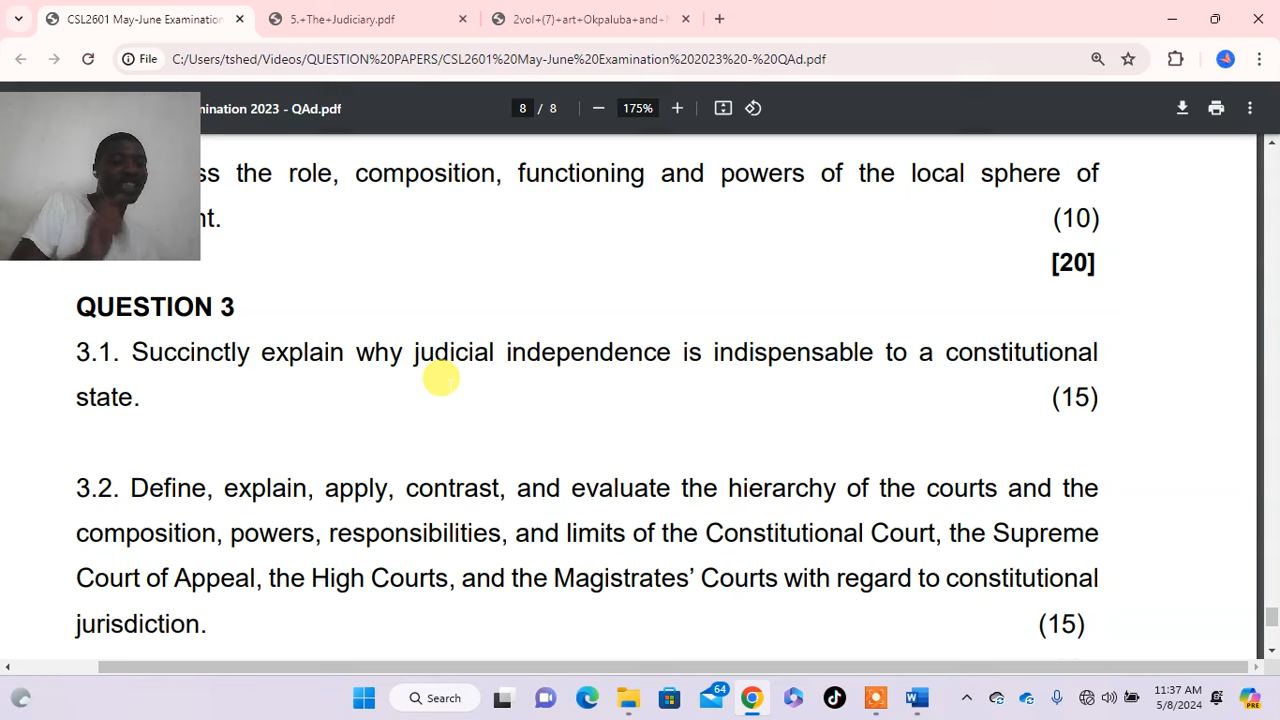 CSL2601 May-June Examination
5.+The+Judiciary.pdf
2vol+(7)+art+Okpaluba+and+
File
C:/Users/tshed/Videos/QUESTION%20PAPERS/CSL2601%20May-June%20Examination%202023%20-%20QAd.pdf
mination 2023 - QAd.pdf
8 / 8
175%
ss the role, composition, functioning and powers of the local sphere of
nt. (10)
[20]
QUESTION 3
3.1. Succinctly explain why judicial independence is indispensable to a constitutional
state. (15)
3.2. Define, explain, apply, contrast, and evaluate the hierarchy of the courts and the
composition, powers, responsibilities, and limits of the Constitutional Court, the Supreme
Court of Appeal, the High Courts, and the Magistrates’ Courts with regard to constitutional
jurisdiction. (15)
Search
64
11:37 AM
5/8/2024
PRE